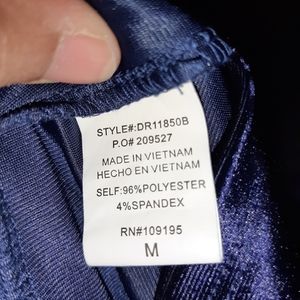 STYLE#:DR11850B
P.O# 209527
MADE IN VIETNAM
HECHO EN VIETNAM
SELF:96%POLYESTER
4%SPANDEX
RN#109195
M